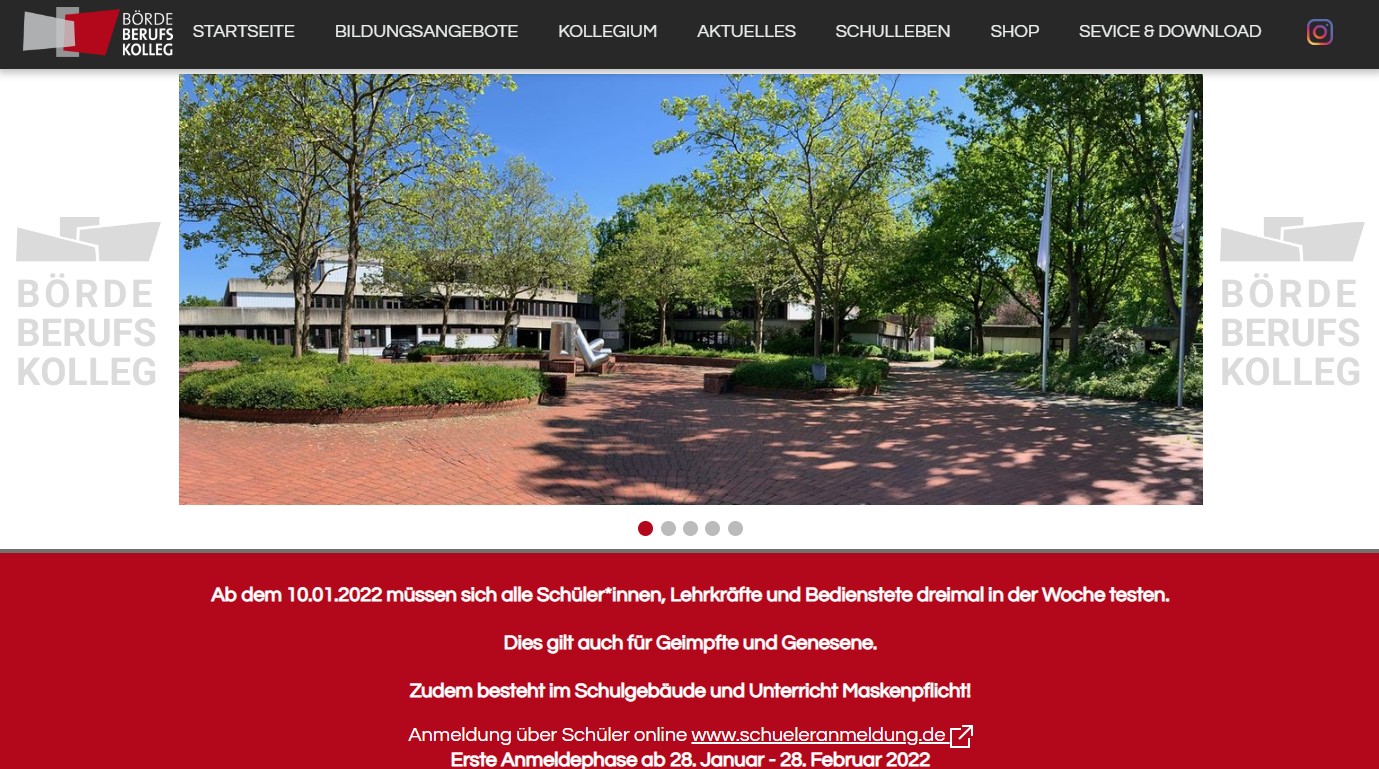 BÖRDE
BERUFS
KOLLEG
STARTSEITE BILDUNGSANGEBOTE KOLLEGIUM AKTUELLES SCHULLEBEN SHOP SEVICE & DOWNLOAD
BÖRDE
BERUFS
KOLLEG
BÖRDE
BERUFS
KOLLEG
Ab dem 10.01.2022 müssen sich alle Schüler*innen, Lehrkräfte und Bedienstete dreimal in der Woche testen.
Dies gilt auch für Geimpfte und Genesene.
Zudem besteht im Schulgebäude und Unterricht Maskenpflicht!
Anmeldung über Schüler online www.schueleranmeldung.de
Erste Anmeldephase ab 28. Januar - 28. Februar 2022